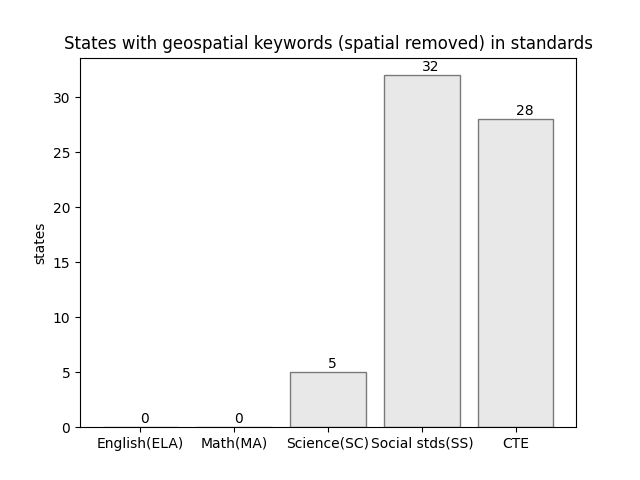 States with geospatial keywords (spatial removed) in standards
states
30
25
20
15
10
5
0
0
0
5
32
28
English(ELA)
Math(MA)
Science(SC)
Social stds(SS)
CTE